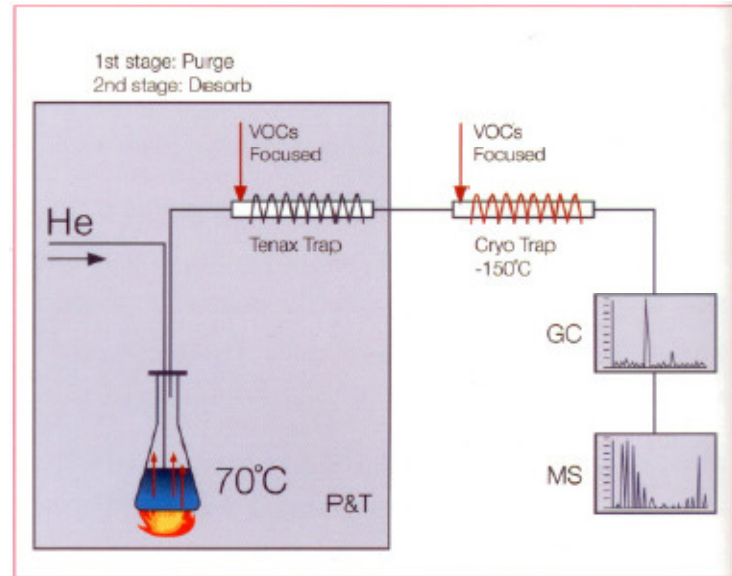 1st stage: Purge
2nd stage: Desorb
VOCs
Focused
VOCs
Focused
He
Tenax Trap
Cryo Trap
-150°C
GC
70°C
MS
P&T